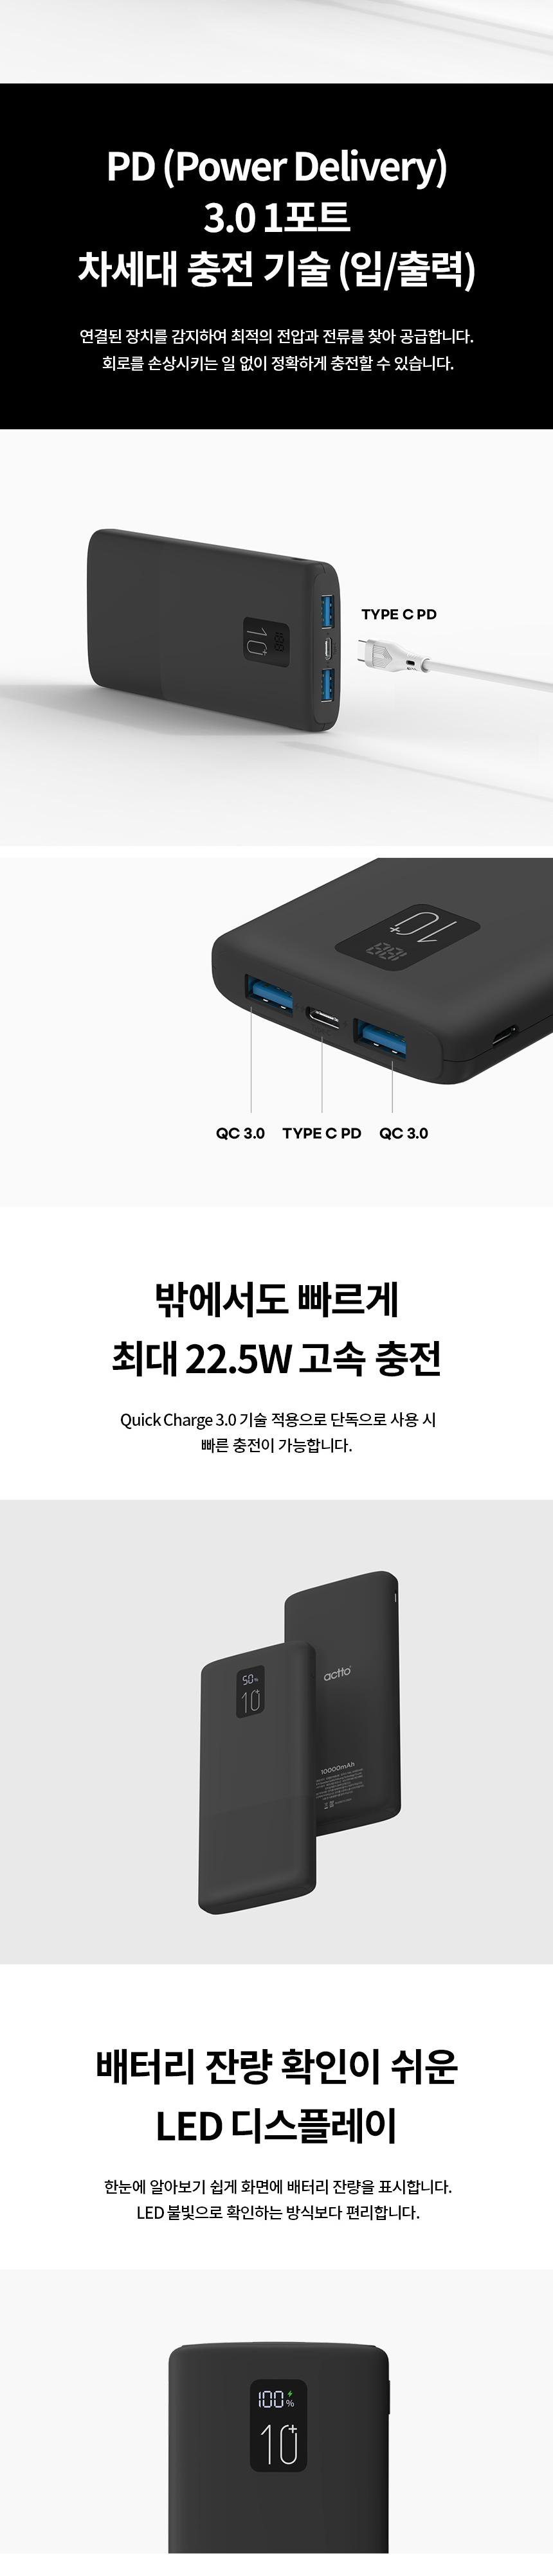 PD (Power Delivery)
3.0 1포트
차세대 충전 기술 (입/출력)
연결된 장치를 감지하여 최적의 전압과 전류를 찾아 공급합니다.
회로를 손상시키는 일 없이 정확하게 충전할 수 있습니다.
TYPE C PD
188
10+
10+
188
QC 3.0 TYPE C PD QC 3.0
밖에서도 빠르게
최대 22.5W 고속 충전
Quick Charge 3.0 기술 적용으로 단독으로 사용 시
빠른 충전이 가능합니다.
50%
10+
actto
10000mAh
배터리 잔량 확인이 쉬운
LED 디스플레이
한눈에 알아보기 쉽게 화면에 배터리 잔량을 표시합니다.
LED 불빛으로 확인하는 방식보다 편리합니다.
100%
10+